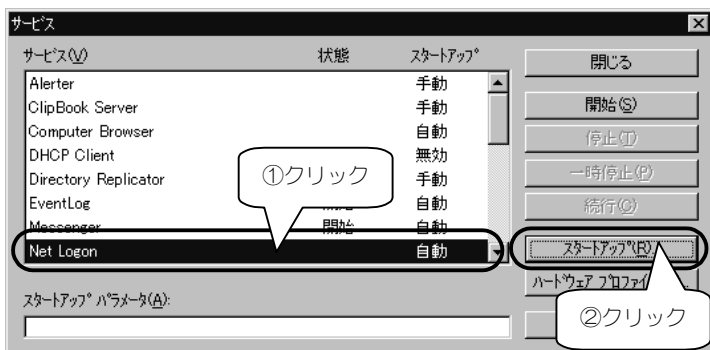 サービス
サービス(V) 状態 スタートアップ
Alerter 手動
ClipBook Server 手動
Computer Browser 自動
DHCP Client 無効
Directory Replicator 手動
EventLog 自動
Messenger 開始 自動
Net Logon 自動
スタートアップ パラメータ(A):
閉じる
開始(S)
停止(T)
一時停止(P)
続行(C)
スタートアップ(R)
ハードウェア プロファイ
①クリック
②クリック